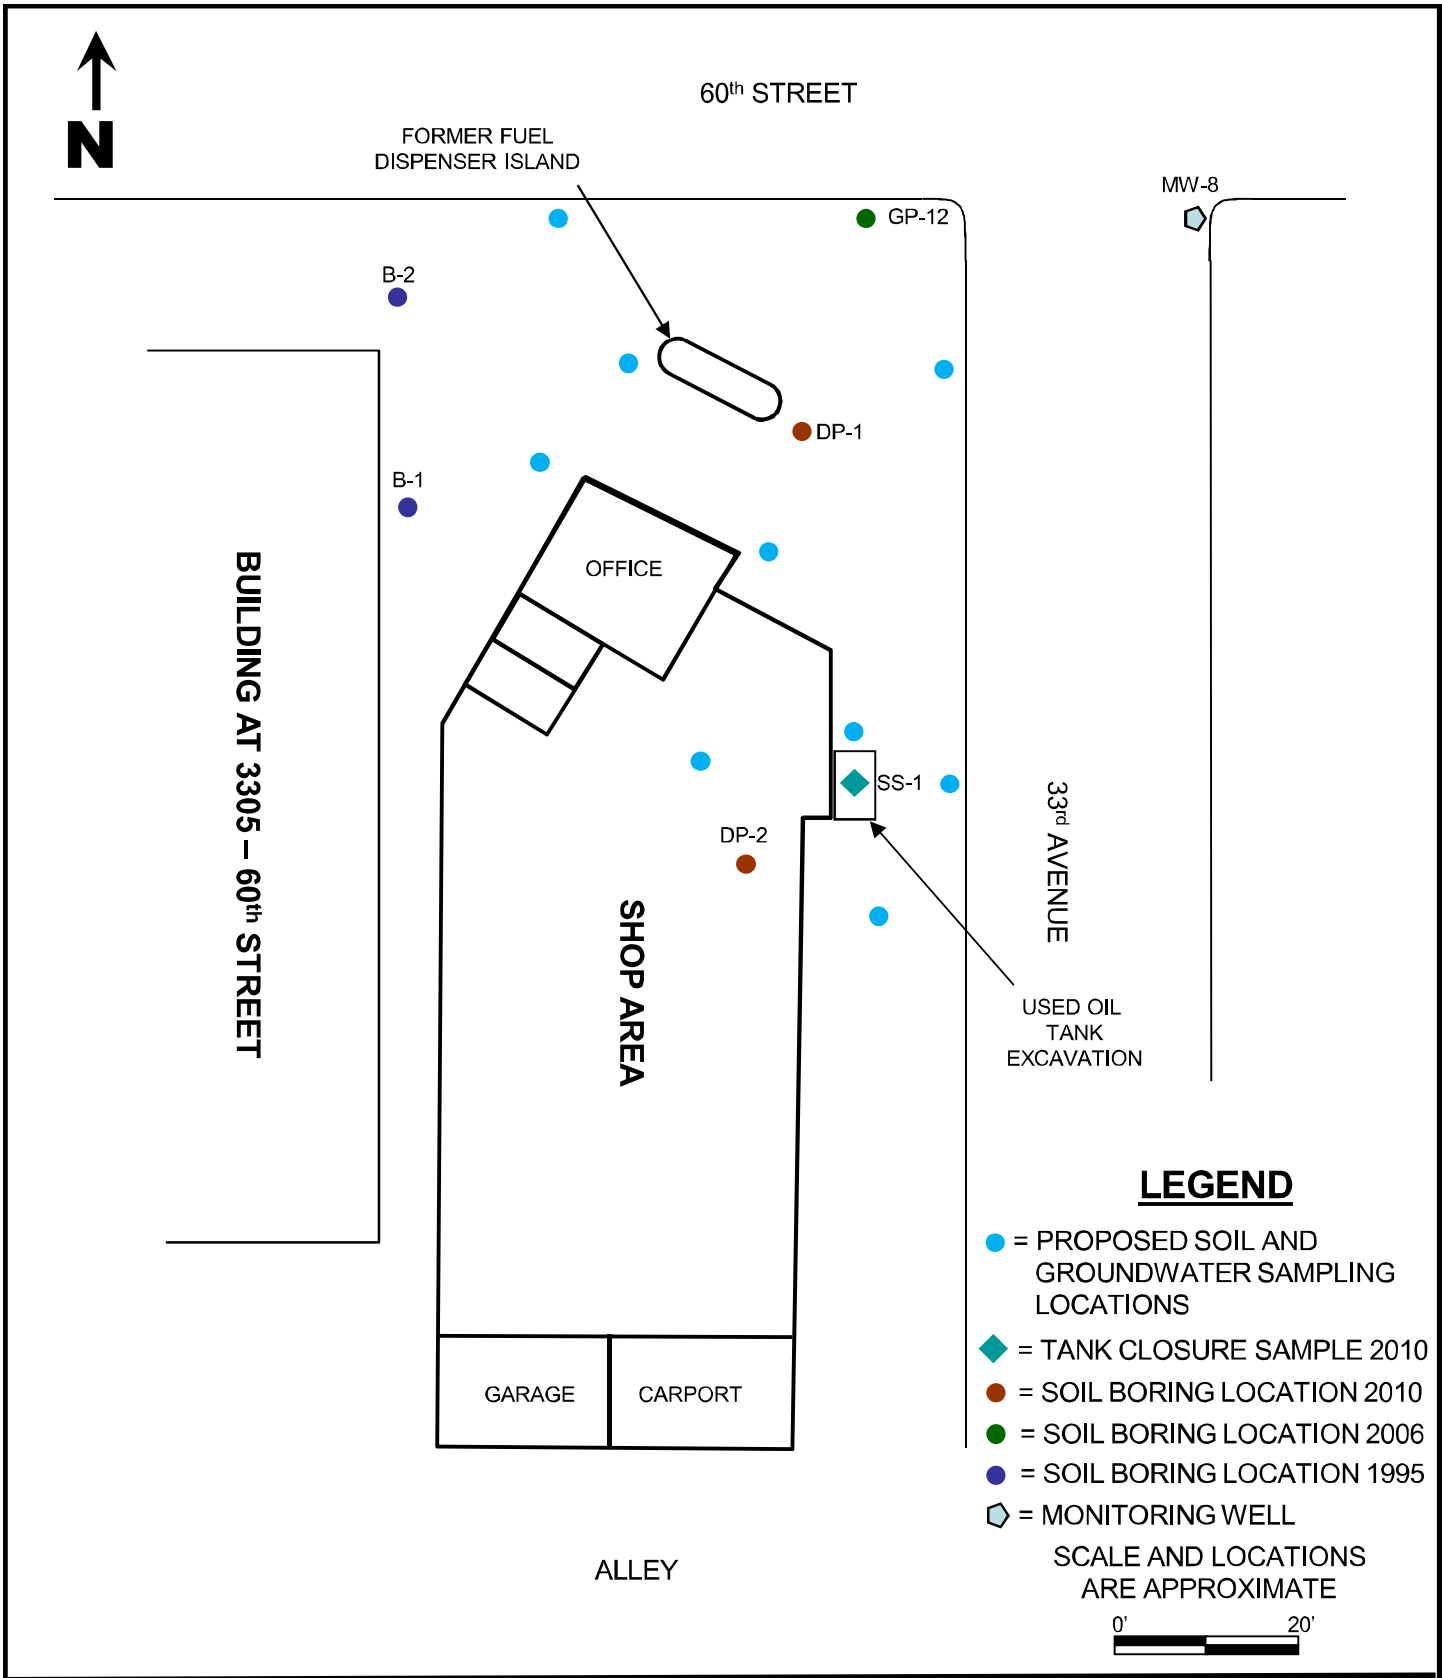 60th STREET
N
FORMER FUEL
DISPENSER ISLAND
MW-8
GP-12
B-2
DP-1
B-1
OFFICE
BUILDING AT 3305 – 60th STREET
SS-1
33rd AVENUE
DP-2
SHOP AREA
USED OIL
TANK
EXCAVATION
LEGEND
= PROPOSED SOIL AND
GROUNDWATER SAMPLING
LOCATIONS
= TANK CLOSURE SAMPLE 2010
= SOIL BORING LOCATION 2010
= SOIL BORING LOCATION 2006
= SOIL BORING LOCATION 1995
= MONITORING WELL
GARAGE
CARPORT
ALLEY
SCALE AND LOCATIONS
ARE APPROXIMATE
0' 20'